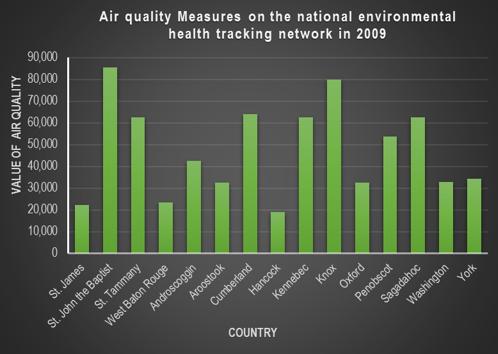 Air quality Measures on the national environmental
health tracking network in 2009
VALUE OF AIR QUALITY
90,000
80,000
70,000
60,000
50,000
40,000
30,000
20,000
10,000
0
St. James
St. John the Baptist
St. Tammany
West Baton Rouge
Androscoggin
Aroostook
Cumberland
Hancock
Kennebec
Knox
Oxford
Penobscot
Sagadahoc
Washington
York
COUNTRY